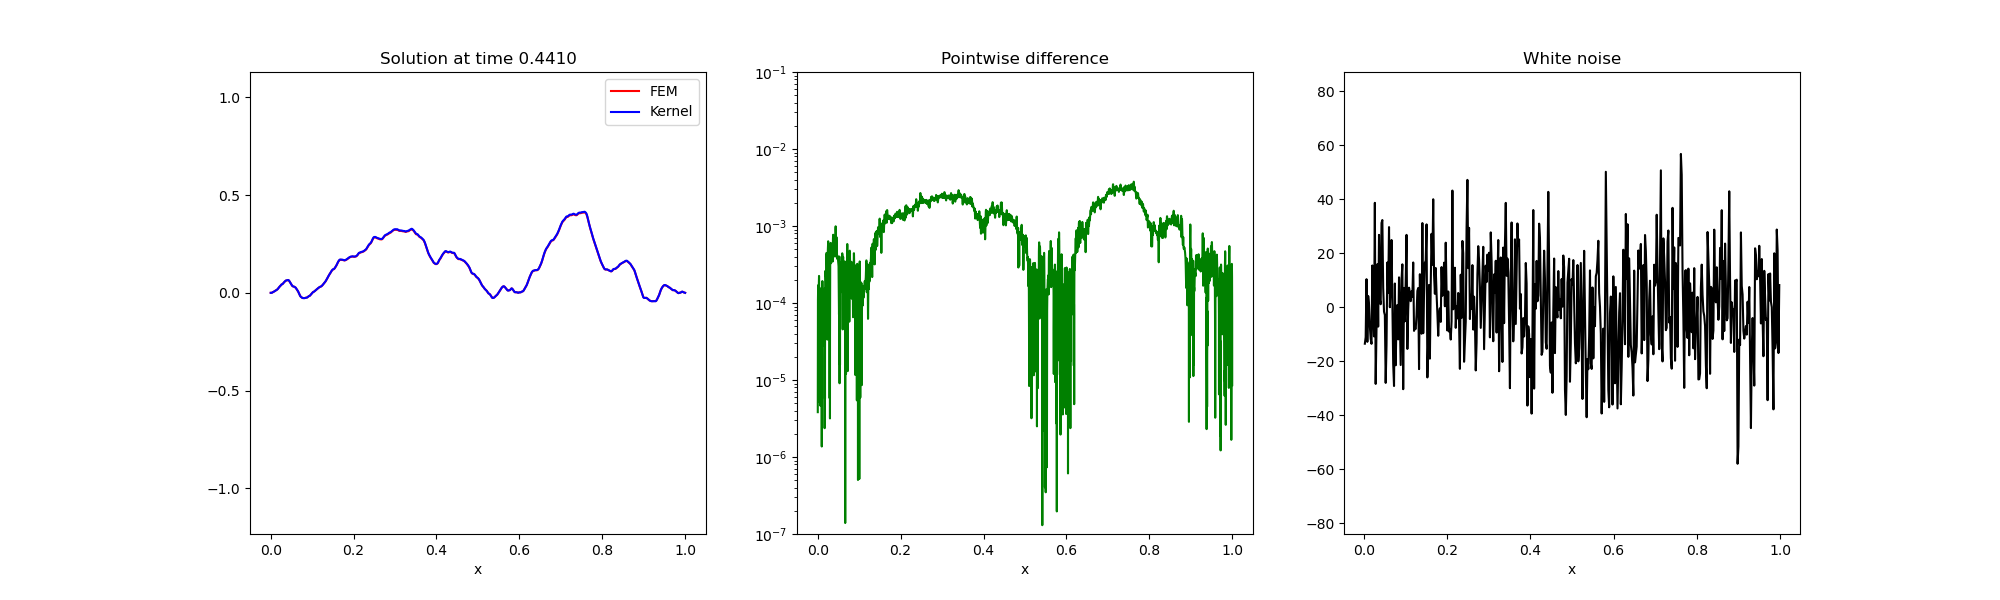 Solution at time 0.4410
1.0
0.5
0.0
−0.5
−1.0
0.0 0.2 0.4 0.6 0.8 1.0
x
FEM
Kernel
Pointwise difference
10⁻¹
10⁻²
10⁻³
10⁻⁴
10⁻⁵
10⁻⁶
10⁻⁷
0.0 0.2 0.4 0.6 0.8 1.0
x
White noise
80
60
40
20
0
−20
−40
−60
−80
0.0 0.2 0.4 0.6 0.8 1.0
x